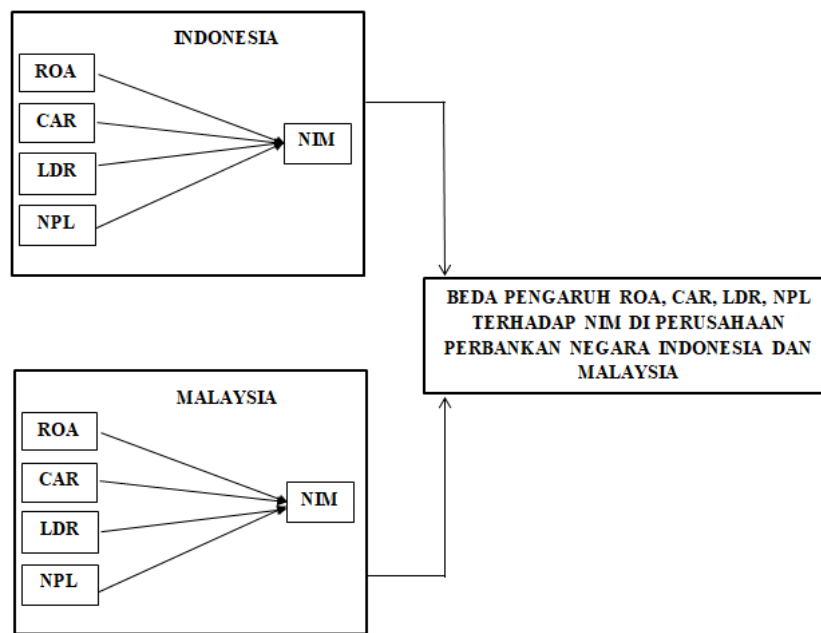 INDONESIA
ROA
CAR
NIM
LDR
NPL
BEDA PENGARUH ROA, CAR, LDR, NPL
TERHADAP NIM DI PERUSAHAAN
PERBANKAN NEGARA INDONESIA DAN
MALAYSIA
MALAYSIA
ROA
CAR
NIM
LDR
NPL